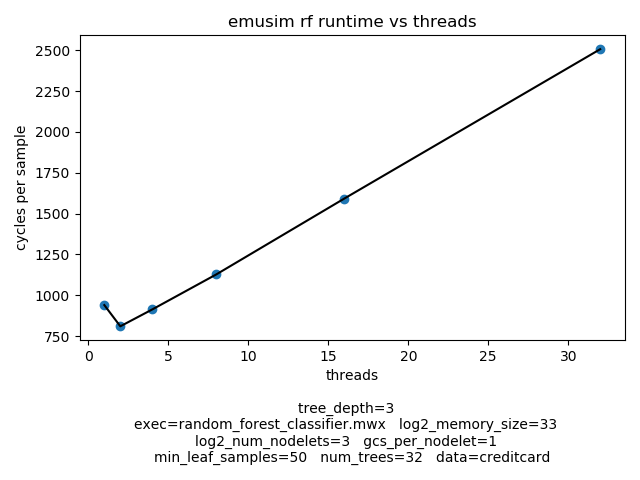 emusim rf runtime vs threads
2500
2250
2000
1750
1500
1250
1000
750
cycles per sample
0 5 10 15 20 25 30
threads
tree_depth=3
exec=random_forest_classifier.mwx log2_memory_size=33
log2_num_nodelets=3 gcs_per_nodelet=1
min_leaf_samples=50 num_trees=32 data=creditcard